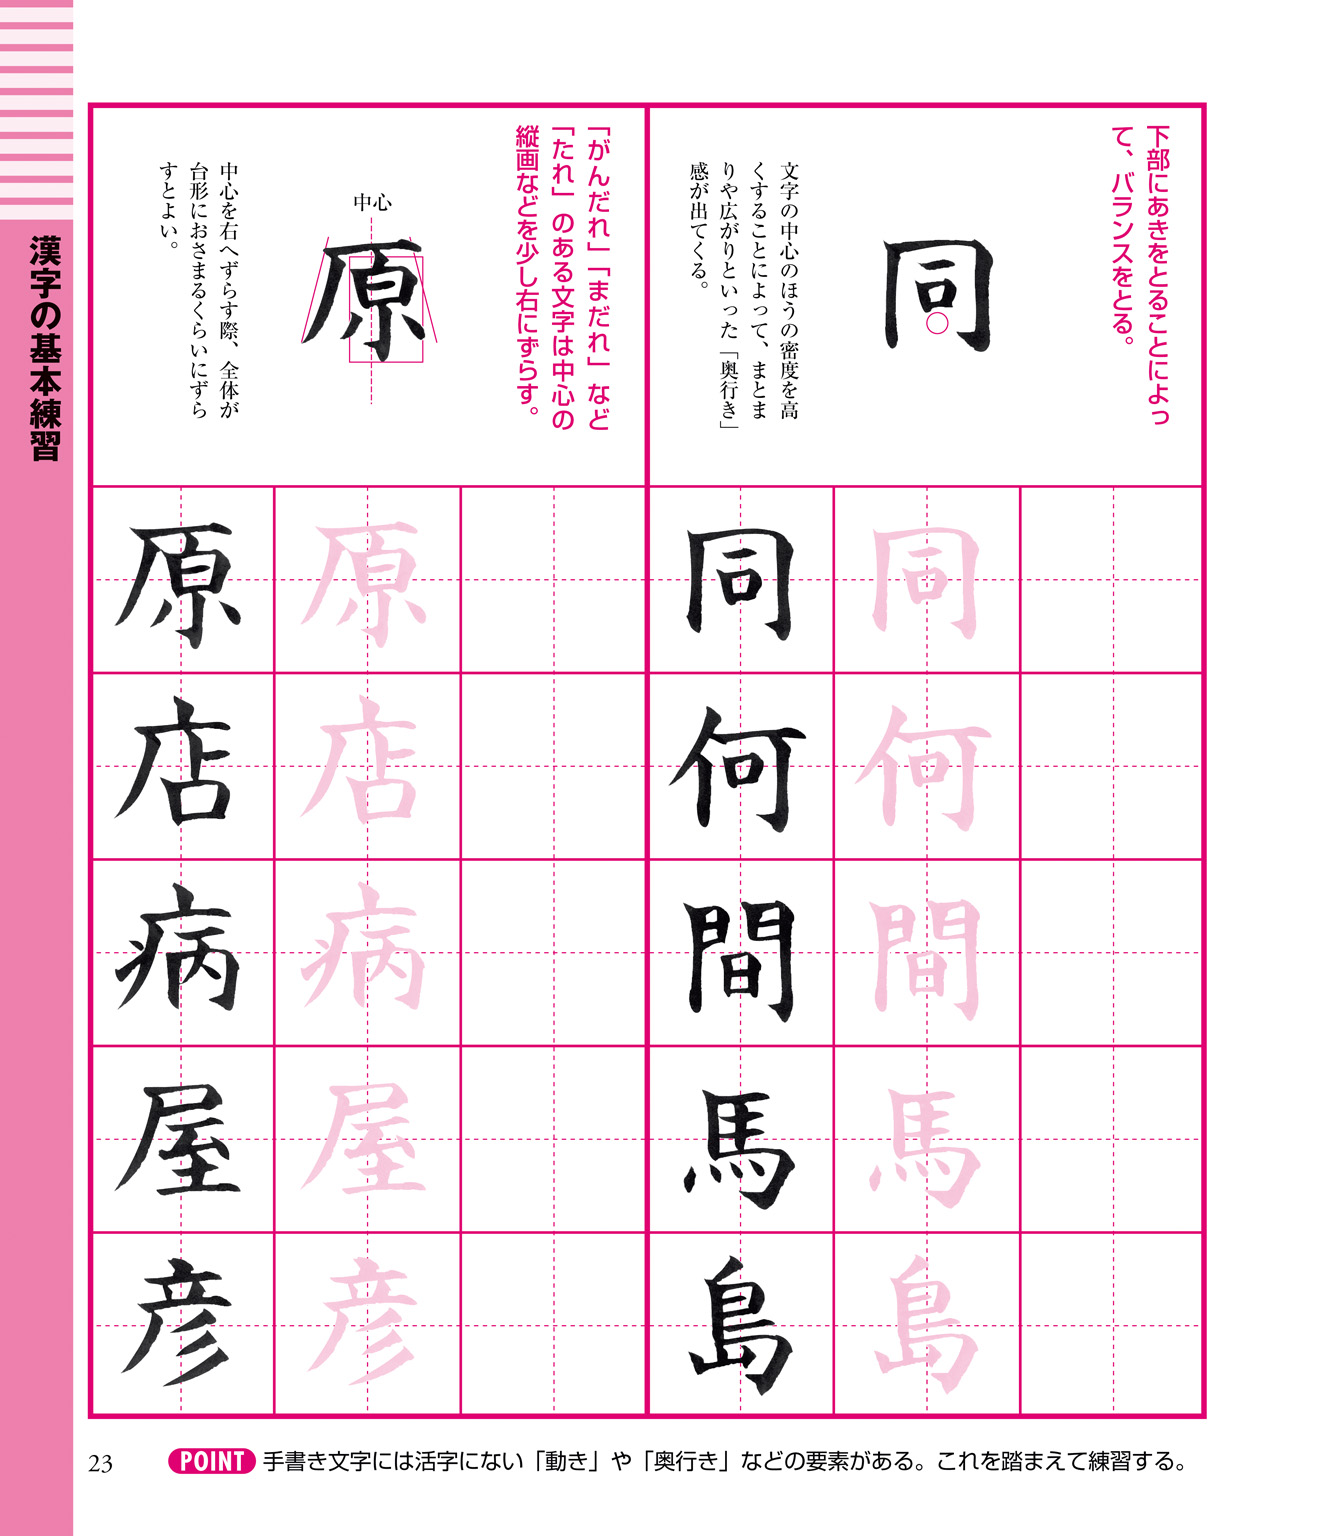 漢字の基本練習
下部にあきをとることによっ
て、バランスをとる。
同
文字の中心のほうの密度を高
くすることによって、まとま
りや広がりといった「奥行き」
感が出てくる。
同 同
何 何
間 間
馬 馬
島 島
「がんだれ」「まだれ」など
「たれ」のある文字は中心の
縦画などを少し右にずらす。
中心
原
中心を右へずらす際、全体が
台形におさまるくらいにずら
すとよい。
原 原
店 店
病 病
屋 屋
彦 彦
23
POINT 手書き文字には活字にない「動き」や「奥行き」などの要素がある。これを踏まえて練習する。